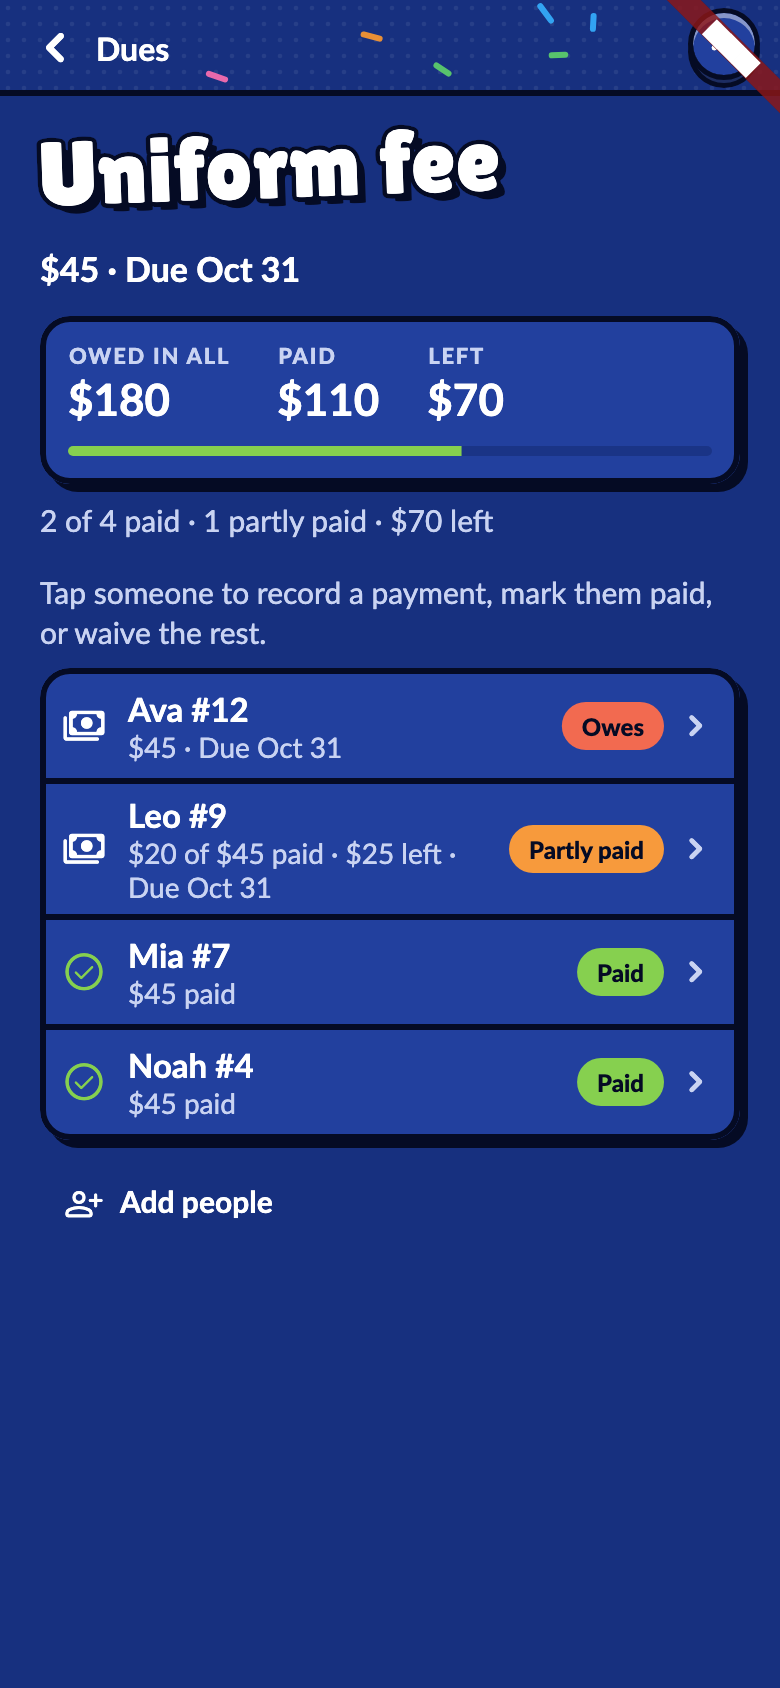 Dues
Uniform fee
$45 · Due Oct 31
OWED IN ALL PAID LEFT
$180 $110 $70
2 of 4 paid · 1 partly paid · $70 left
Tap someone to record a payment, mark them paid,
or waive the rest.
Ava #12
$45 · Due Oct 31
Owes
Leo #9
$20 of $45 paid · $25 left ·
Due Oct 31
Partly paid
Mia #7
$45 paid
Paid
Noah #4
$45 paid
Paid
Add people